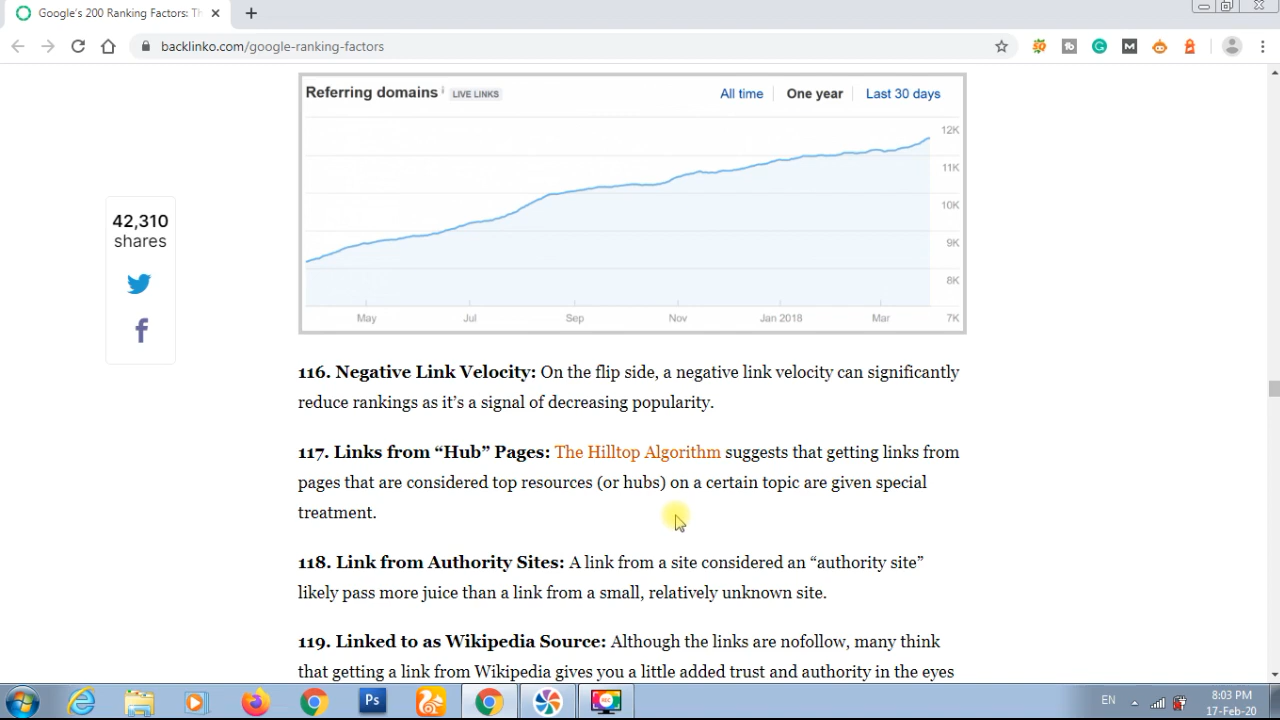 Google's 200 Ranking Factors: Th
backlinko.com/google-ranking-factors
Referring domains i LIVE LINKS
All time One year Last 30 days
12K
11K
10K
9K
8K
7K
May Jul Sep Nov Jan 2018 Mar
42,310
shares
116. Negative Link Velocity: On the flip side, a negative link velocity can significantly
reduce rankings as it’s a signal of decreasing popularity.
117. Links from “Hub” Pages: The Hilltop Algorithm suggests that getting links from
pages that are considered top resources (or hubs) on a certain topic are given special
treatment.
118. Link from Authority Sites: A link from a site considered an “authority site”
likely pass more juice than a link from a small, relatively unknown site.
119. Linked to as Wikipedia Source: Although the links are nofollow, many think
that getting a link from Wikipedia gives you a little added trust and authority in the eyes
Ps
EN
8:03 PM
17-Feb-20